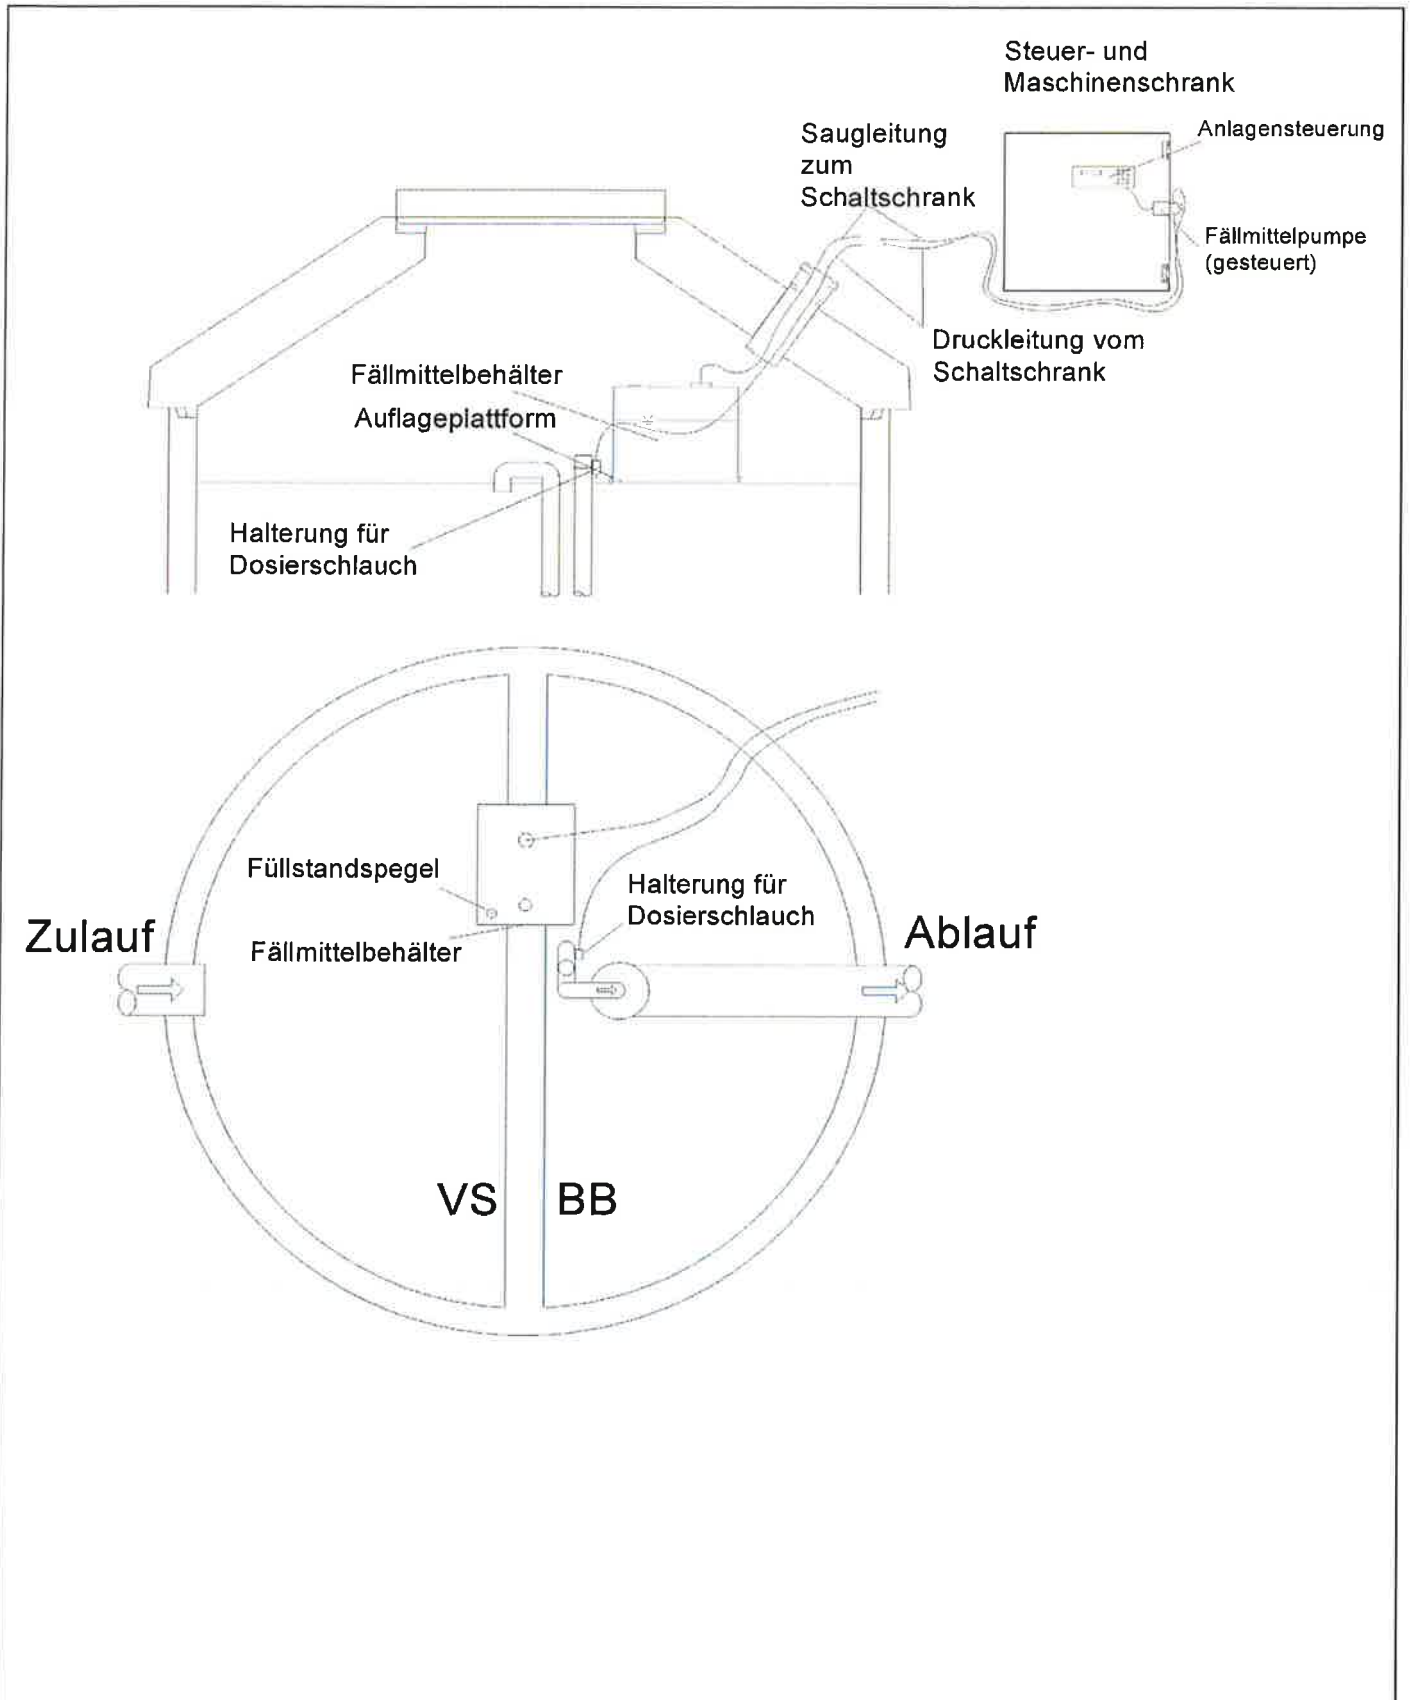 Steuer- und
Maschinenschrank
Anlagensteuerung
Saugleitung
zum
Schaltschrank
Fällmittelpumpe
(gesteuert)
Druckleitung vom
Schaltschrank
Fällmittelbehälter
Auflageplattform
Halterung für
Dosierschlauch
Füllstandspegel
Halterung für
Dosierschlauch
Zulauf
Ablauf
Fällmittelbehälter
VS
BB